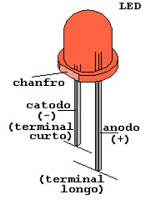 LED
chanfro
catodo
(-)
(terminal
curto)
anodo
(+)
(terminal
longo)